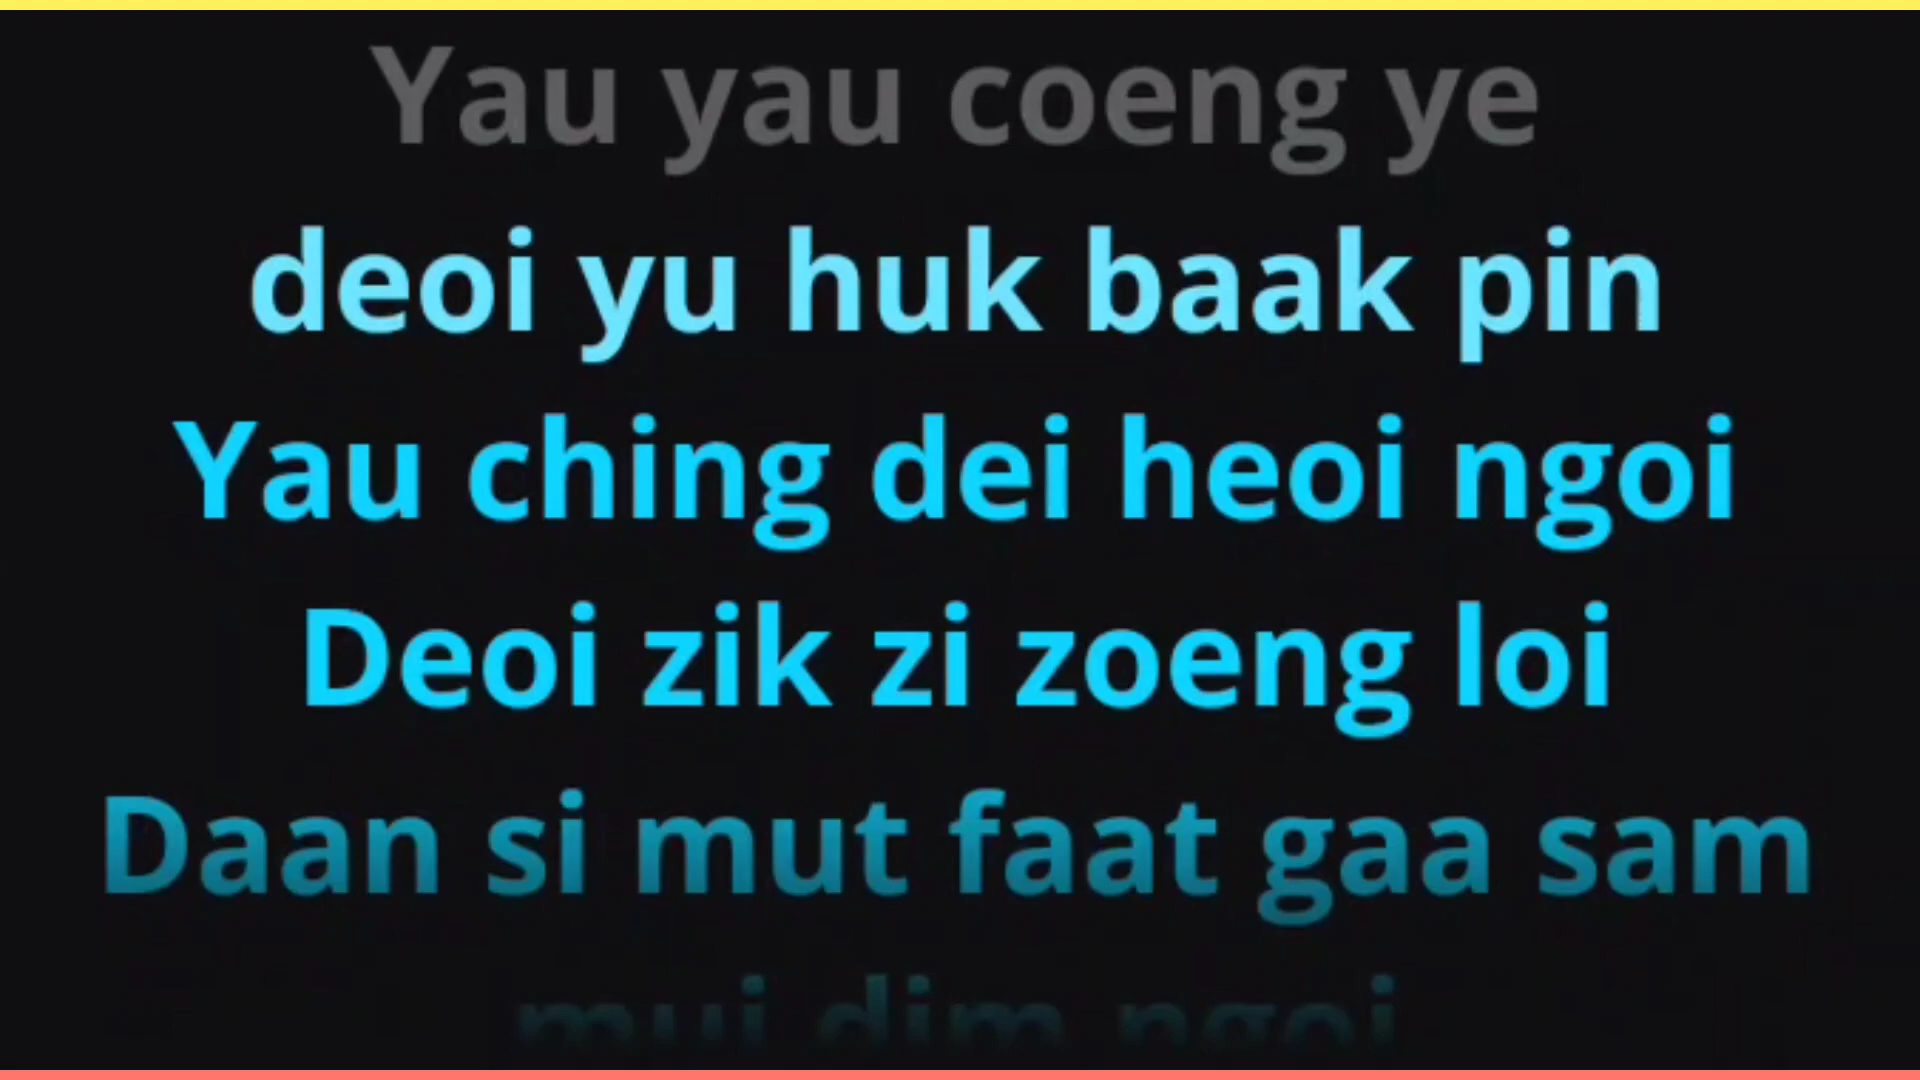 Yau yau coeng ye
deoi yu huk baak pin
Yau ching dei heoi ngoi
Deoi zik zi zoeng loi
Daan si mut faat gaa sam
mui dim ngoi